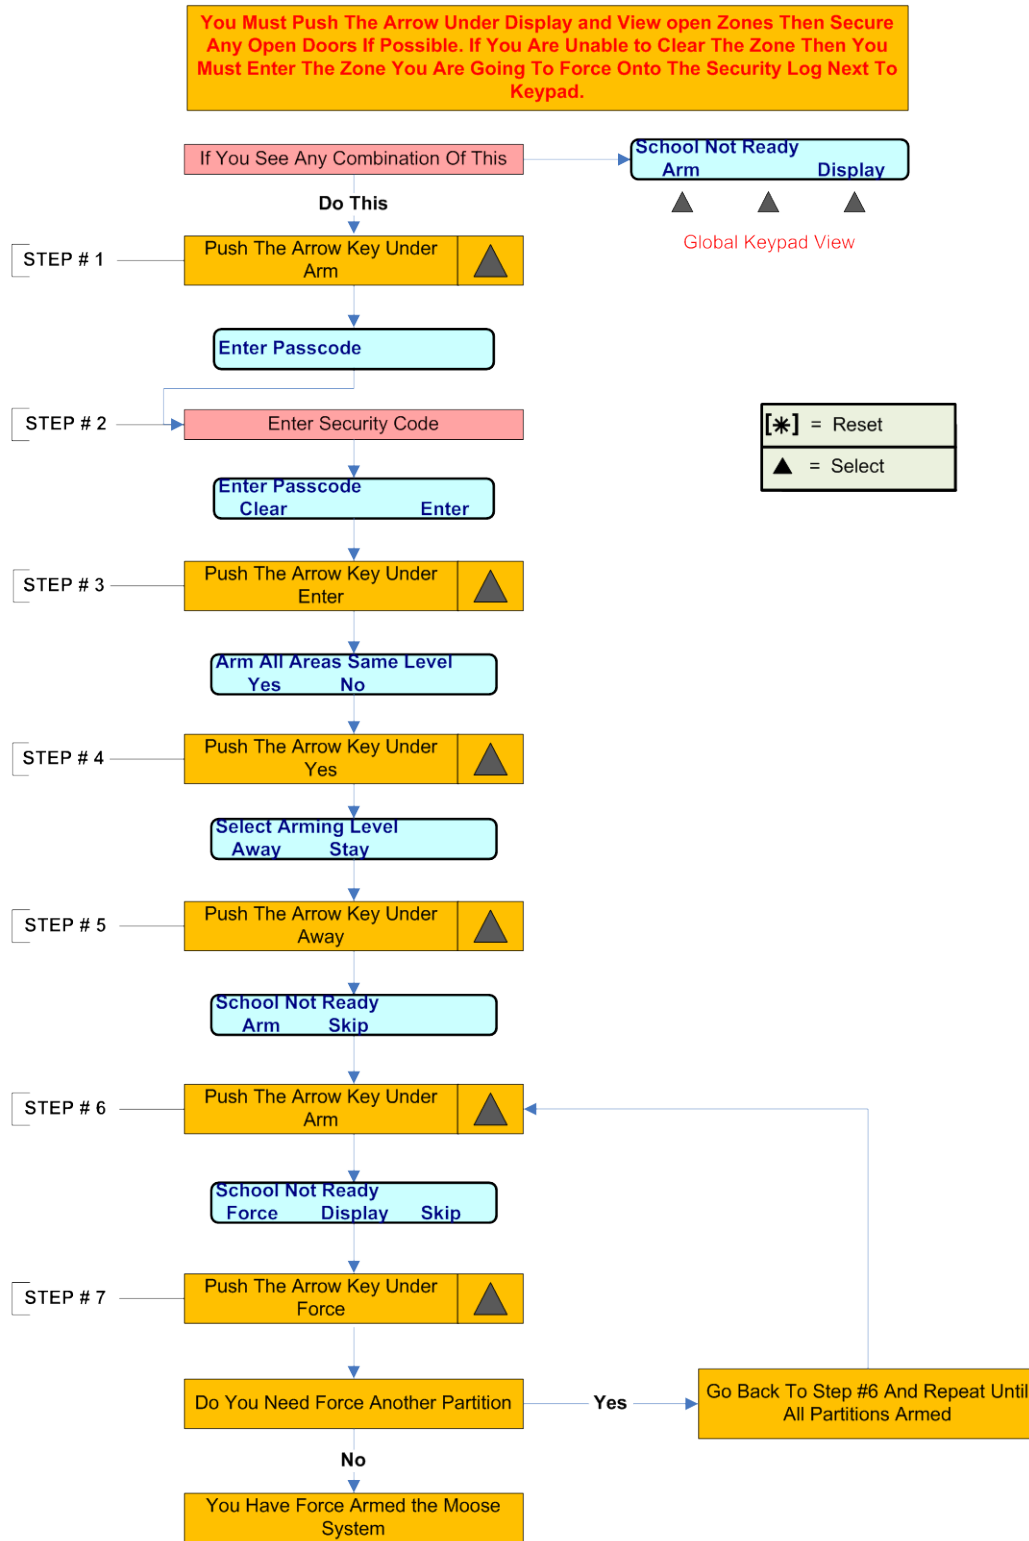 You Must Push The Arrow Under Display and View open Zones Then Secure
Any Open Doors If Possible. If You Are Unable to Clear The Zone Then You
Must Enter The Zone You Are Going To Force Onto The Security Log Next To
Keypad.
If You See Any Combination Of This
School Not Ready
Arm Display
Do This
Global Keypad View
STEP # 1
Push The Arrow Key Under
Arm
Enter Passcode
STEP # 2
Enter Security Code
[*] = Reset
▲ = Select
Enter Passcode
Clear Enter
STEP # 3
Push The Arrow Key Under
Enter
Arm All Areas Same Level
Yes No
STEP # 4
Push The Arrow Key Under
Yes
Select Arming Level
Away Stay
STEP # 5
Push The Arrow Key Under
Away
School Not Ready
Arm Skip
STEP # 6
Push The Arrow Key Under
Arm
School Not Ready
Force Display Skip
STEP # 7
Push The Arrow Key Under
Force
Do You Need Force Another Partition
Yes
Go Back To Step #6 And Repeat Until
All Partitions Armed
No
You Have Force Armed the Moose
System